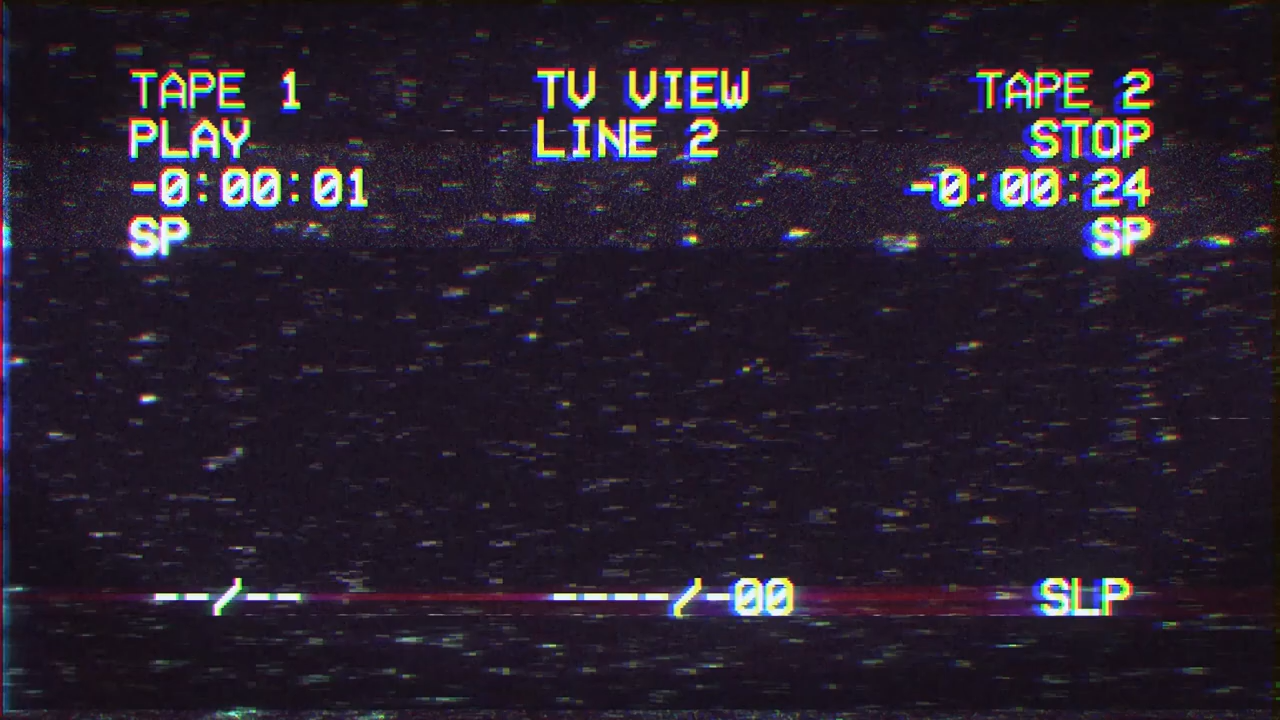 TAPE 1 TV VIEW TAPE 2
PLAY LINE 2 STOP
-0:00:01 -0:00:24
SP SP
--/-- ----/-00 SLP